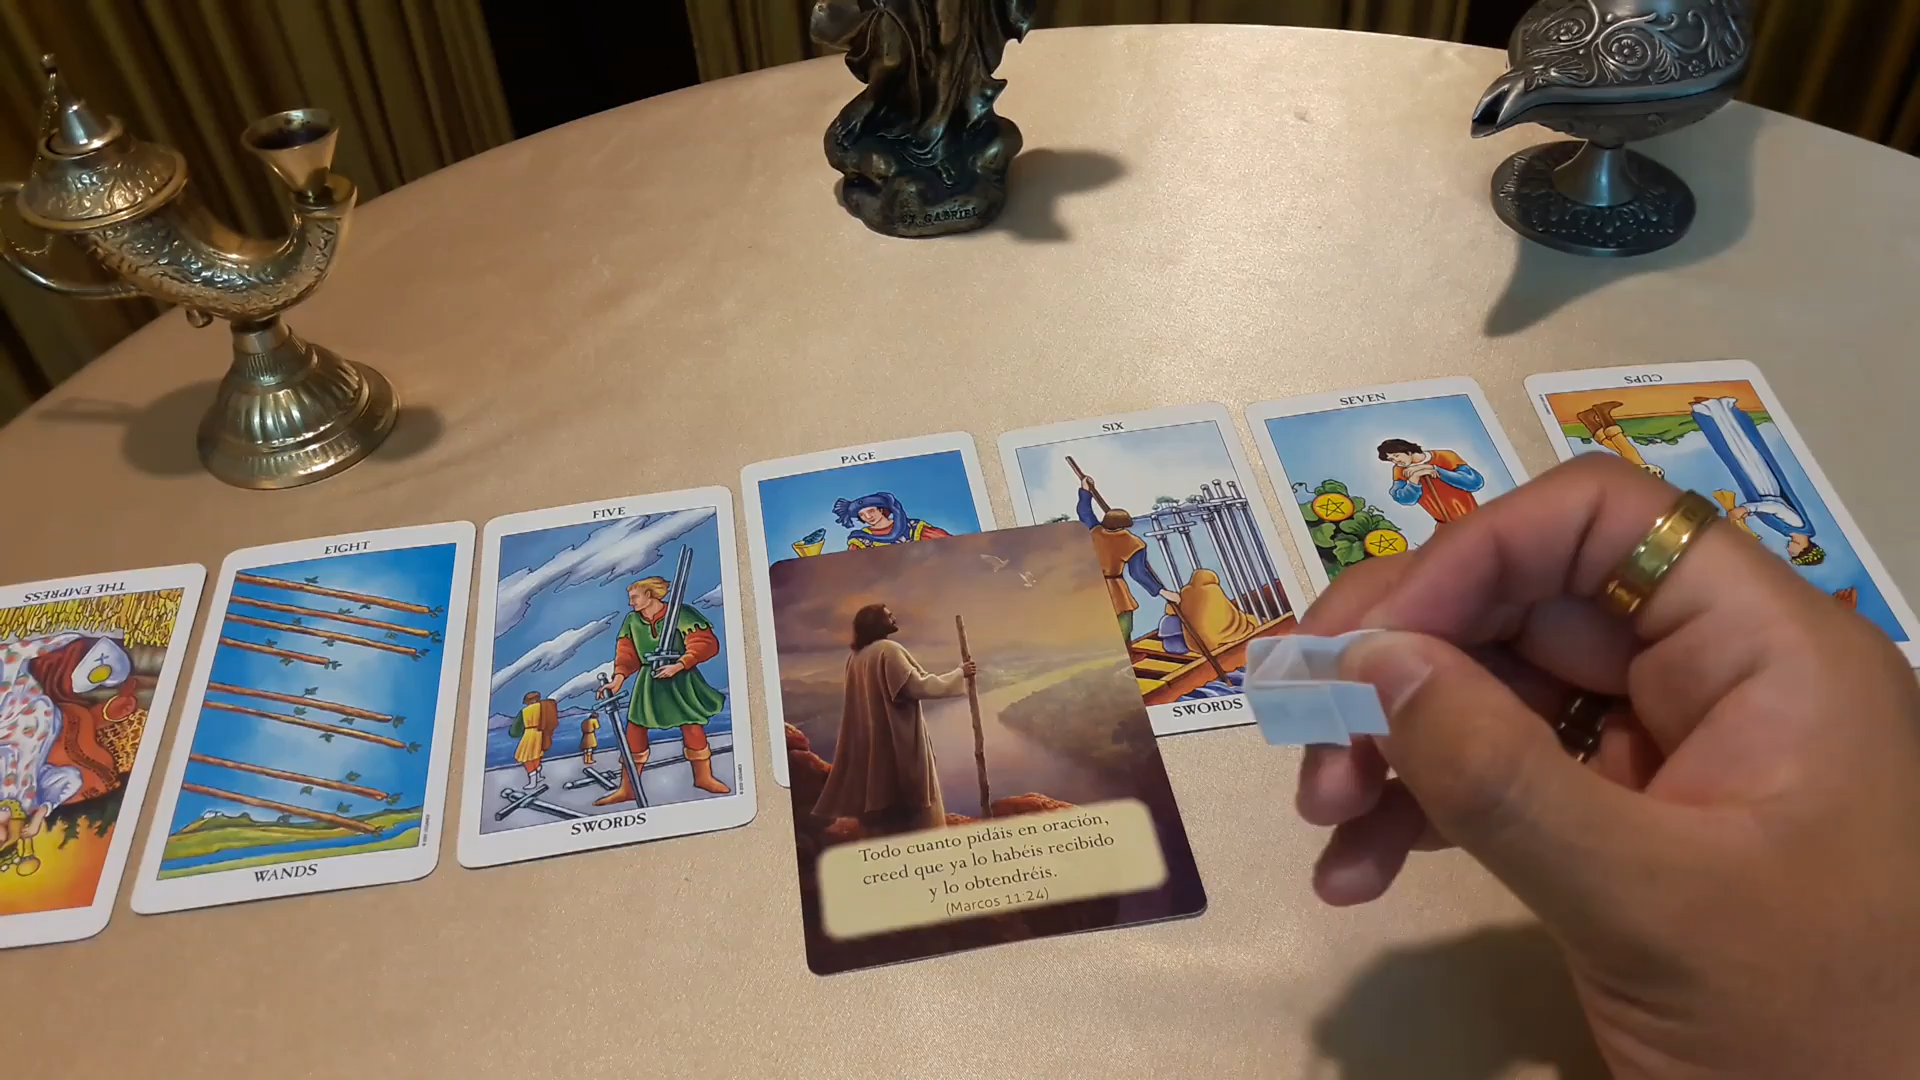 ST. GABRIEL
CUPS
SEVEN
SIX
PAGE
FIVE
EIGHT
THE EMPRESS
SWORDS
SWORDS
WANDS
Todo cuanto pidáis en oración,
creed que ya lo habéis recibido
y lo obtendréis.
(Marcos 11:24)